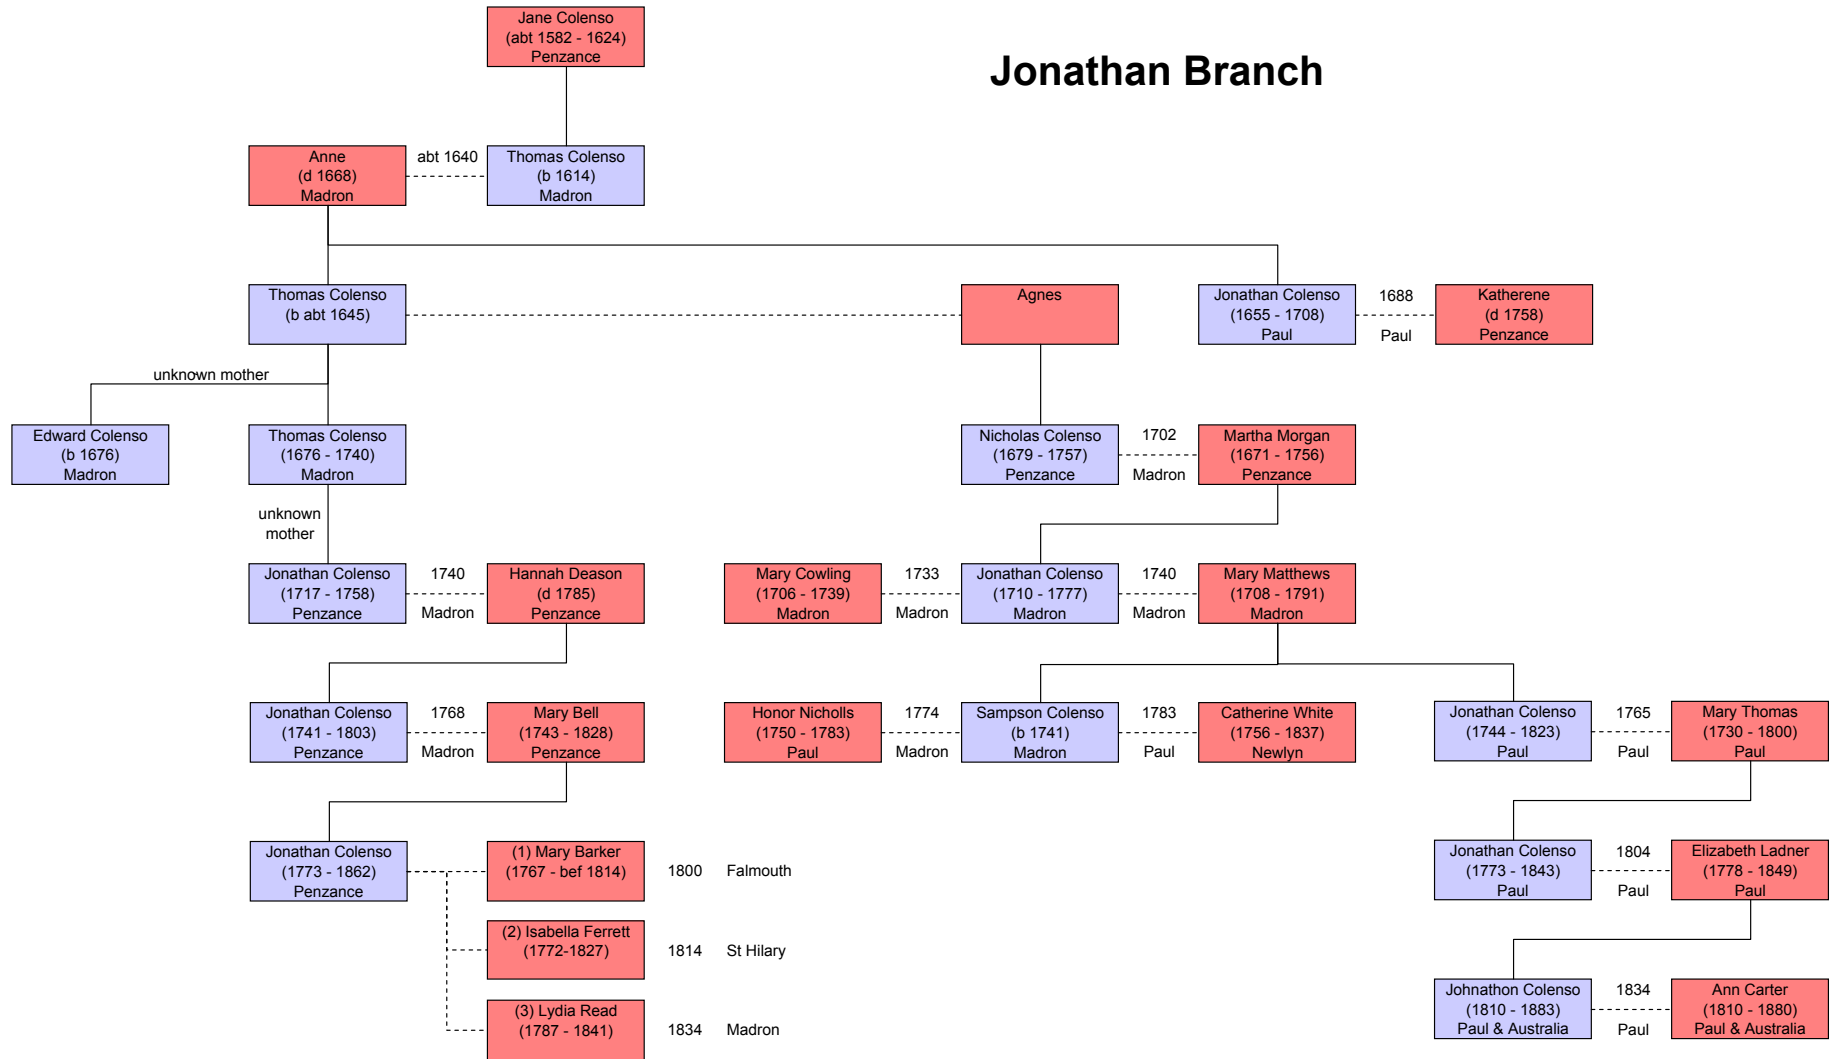 Jane Colenso
(abt 1582 - 1624)
Penzance
Jonathan Branch
Anne
(d 1668)
Madron
abt 1640
Thomas Colenso
(b 1614)
Madron
Thomas Colenso
(b abt 1645)
Agnes
Jonathan Colenso
(1655 - 1708)
Paul
1688
Paul
Katherene
(d 1758)
Penzance
unknown mother
Edward Colenso
(b 1676)
Madron
Thomas Colenso
(1676 - 1740)
Madron
Nicholas Colenso
(1679 - 1757)
Penzance
1702
Madron
Martha Morgan
(1671 - 1756)
Penzance
unknown
mother
Jonathan Colenso
(1717 - 1758)
Penzance
1740
Madron
Hannah Deason
(d 1785)
Penzance
Mary Cowling
(1706 - 1739)
Madron
1733
Madron
Jonathan Colenso
(1710 - 1777)
Madron
1740
Madron
Mary Matthews
(1708 - 1791)
Madron
Jonathan Colenso
(1741 - 1803)
Penzance
1768
Madron
Mary Bell
(1743 - 1828)
Penzance
Honor Nicholls
(1750 - 1783)
Paul
1774
Madron
Sampson Colenso
(b 1741)
Madron
1783
Paul
Catherine White
(1756 - 1837)
Newlyn
Jonathan Colenso
(1744 - 1823)
Paul
1765
Paul
Mary Thomas
(1730 - 1800)
Paul
Jonathan Colenso
(1773 - 1862)
Penzance
(1) Mary Barker
(1767 - bef 1814)
1800 Falmouth
Jonathan Colenso
(1773 - 1843)
Paul
1804
Paul
Elizabeth Ladner
(1778 - 1849)
Paul
(2) Isabella Ferrett
(1772-1827)
1814 St Hilary
(3) Lydia Read
(1787 - 1841)
1834 Madron
Johnathon Colenso
(1810 - 1883)
Paul & Australia
1834
Paul
Ann Carter
(1810 - 1880)
Paul & Australia